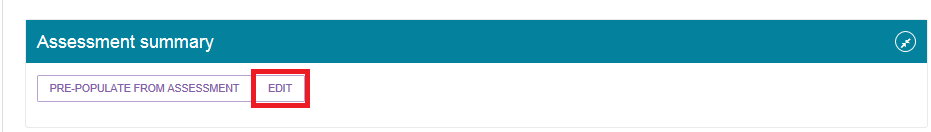 Assessment summary
PRE-POPULATE FROM ASSESSMENT EDIT